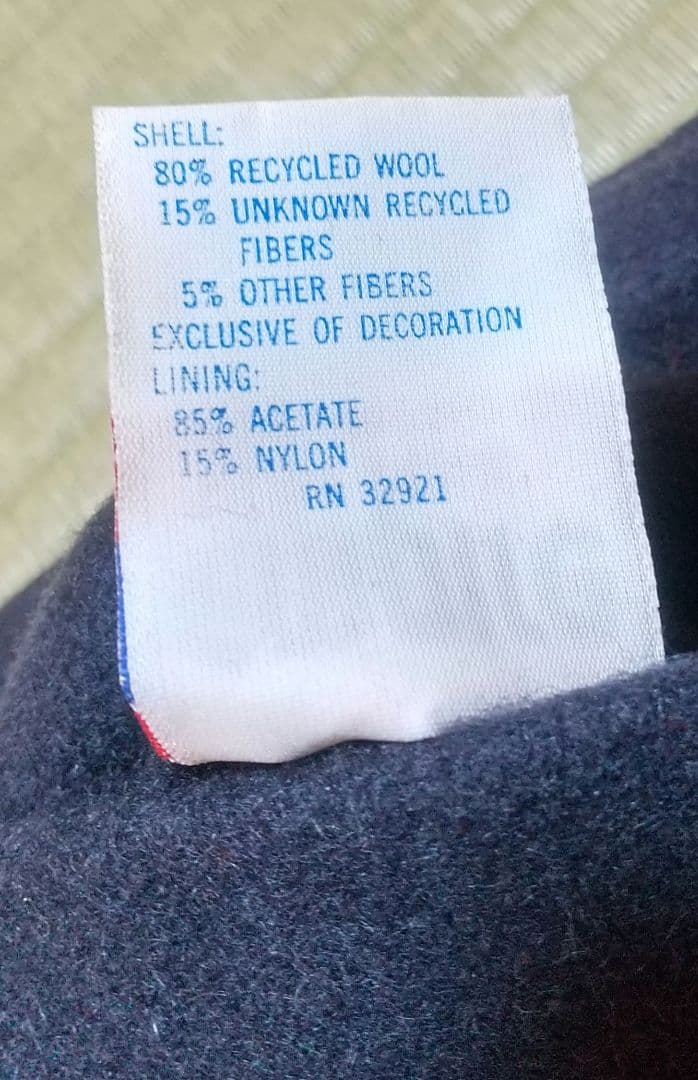 SHELL:
80% RECYCLED WOOL
15% UNKNOWN RECYCLED
FIBERS
5% OTHER FIBERS
EXCLUSIVE OF DECORATION
LINING:
85% ACETATE
15% NYLON
RN 32921